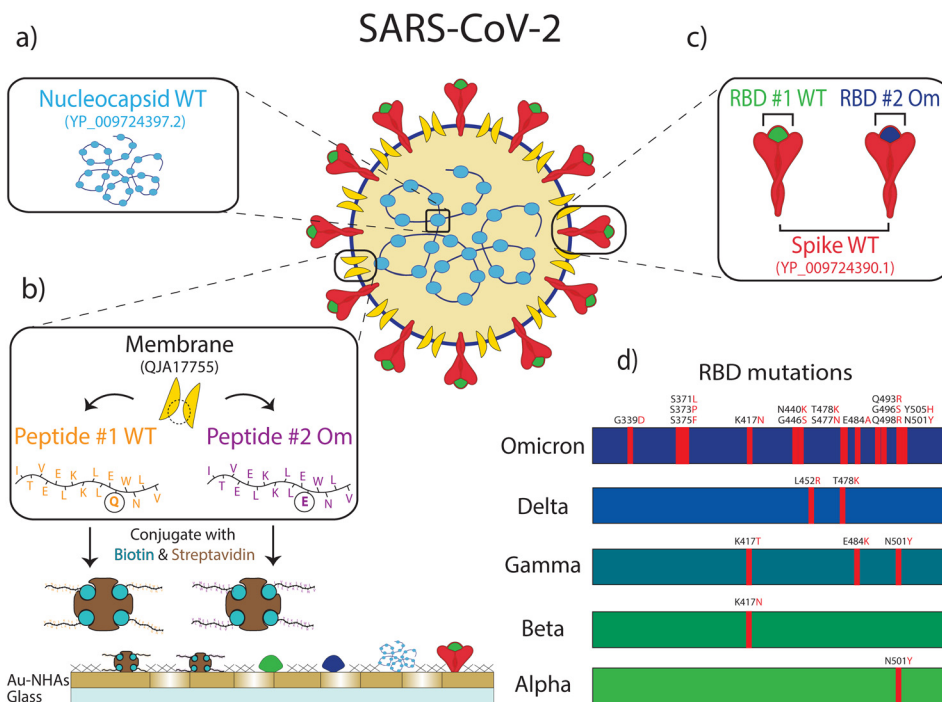 SARS-CoV-2
a)
Nucleocapsid WT
(YP_009724397.2)
c)
RBD #1 WT
RBD #2 Om
Spike WT
(YP_009724390.1)
b)
Membrane
(QJA17755)
Peptide #1 WT
Peptide #2 Om
I T V E E L K K L L E Q W N L V
I T V E E L K K L L E E W N L V
Conjugate with
Biotin & Streptavidin
Au-NHAs
Glass
d)
RBD mutations
Omicron
G339D
S371L
S373P
S375F
K417N
N440K
G446S
T478K
S477N
E484A
Q493R
G496S
Q498R
Y505H
N501Y
Delta
L452R
T478K
Gamma
K417T
E484K
N501Y
Beta
K417N
Alpha
N501Y